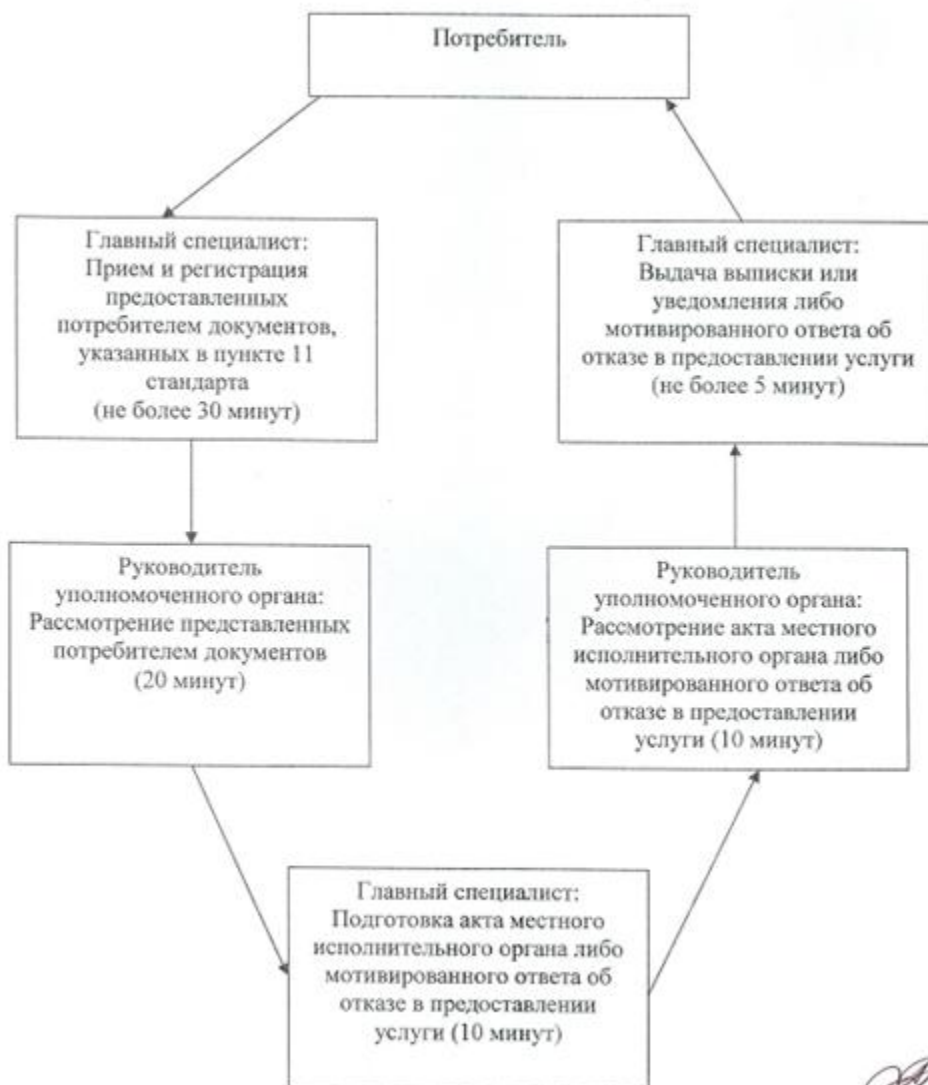 Потребитель
Главный специалист:
Прием и регистрация
предоставленных
потребителем документов,
указанных в пункте 11
стандарта
(не более 30 минут)
Руководитель
уполномоченного органа:
Рассмотрение представленных
потребителем документов
(20 минут)
Главный специалист:
Подготовка акта местного
исполнительного органа либо
мотивированного ответа об
отказе в предоставлении
услуги (10 минут)
Руководитель
уполномоченного органа:
Рассмотрение акта местного
исполнительного органа либо
мотивированного ответа об
отказе в предоставлении
услуги (10 минут)
Главный специалист:
Выдача выписки или
уведомления либо
мотивированного ответа об
отказе в предоставлении услуги
(не более 5 минут)